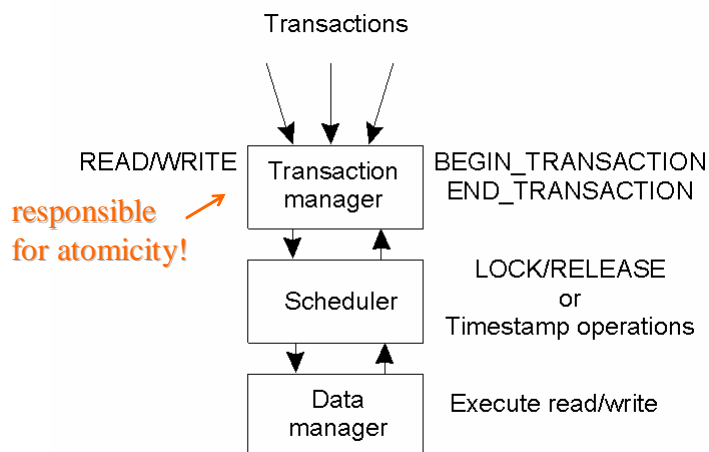 Transactions
READ/WRITE
Transaction
manager
BEGIN_TRANSACTION
END_TRANSACTION
responsible
for atomicity!
Scheduler
LOCK/RELEASE
or
Timestamp operations
Data
manager
Execute read/write